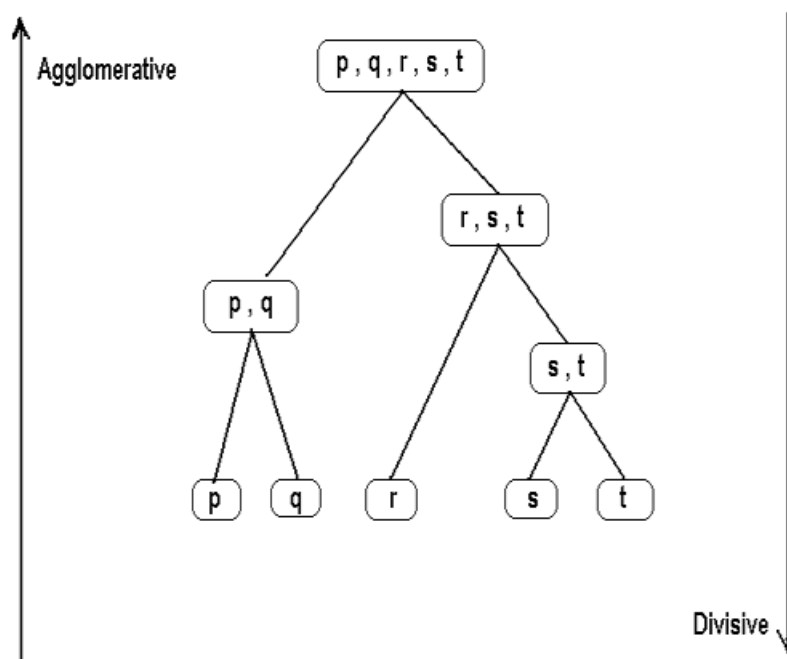 p , q , r , s , t
Agglomerative
r , s , t
p , q
s , t
p
q
r
s
t
Divisive